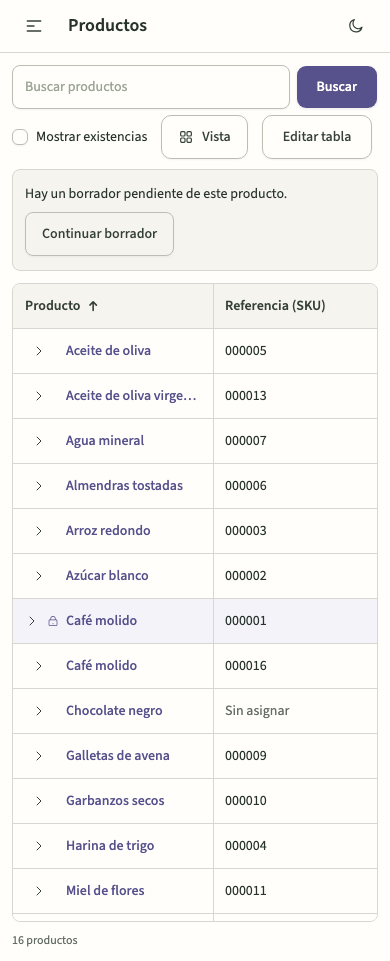 Productos
Buscar productos
Buscar
Mostrar existencias
Vista
Editar tabla
Hay un borrador pendiente de este producto.
Continuar borrador
Producto
Referencia (SKU)
Aceite de oliva
000005
Aceite de oliva virge…
000013
Agua mineral
000007
Almendras tostadas
000006
Arroz redondo
000003
Azúcar blanco
000002
Café molido
000001
Café molido
000016
Chocolate negro
Sin asignar
Galletas de avena
000009
Garbanzos secos
000010
Harina de trigo
000004
Miel de flores
000011
16 productos